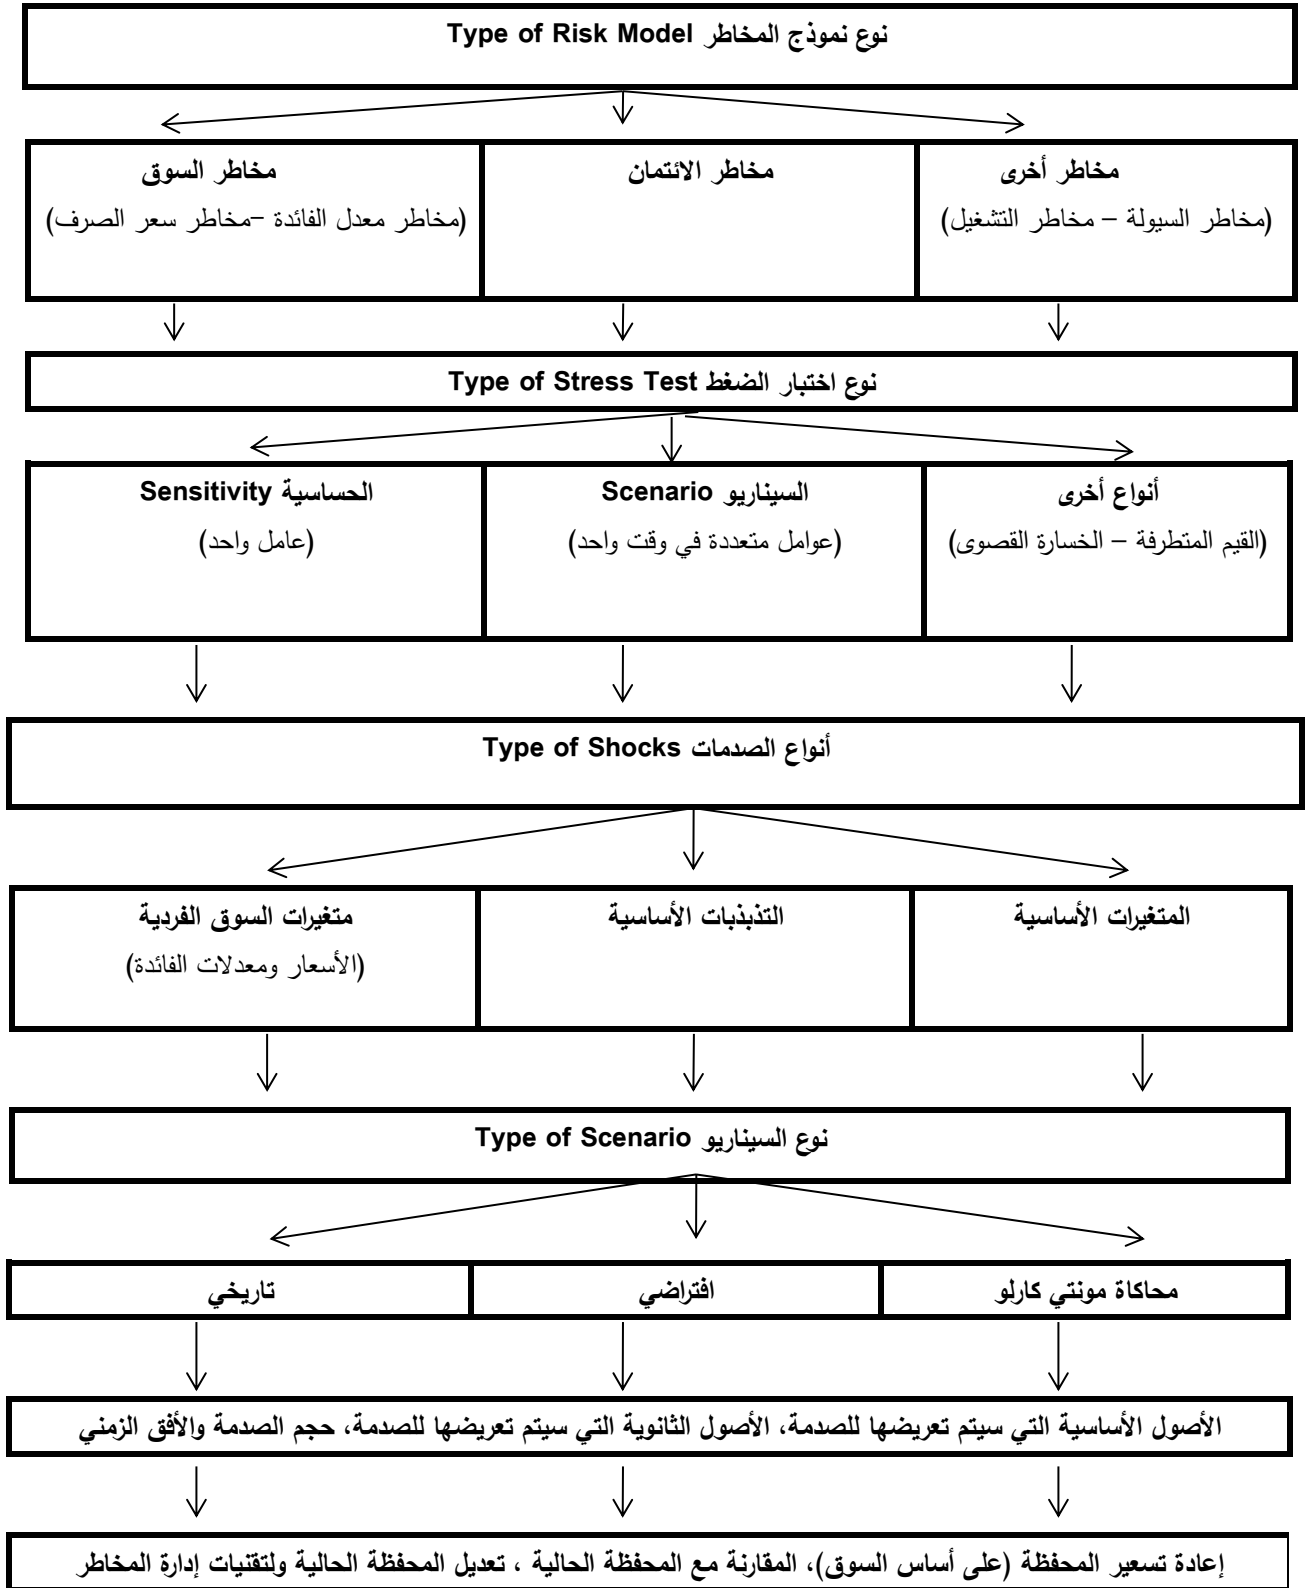 نوع نموذج المخاطر Type of Risk Model
مخاطر أخرى
(مخاطر السيولة – مخاطر التشغيل)
مخاطر الائتمان
مخاطر السوق
(مخاطر معدل الفائدة –مخاطر سعر الصرف)
نوع اختبار الضغط Type of Stress Test
أنواع أخرى
(القيم المتطرفة – الخسارة القصوى)
السيناريو Scenario
(عوامل متعددة في وقت واحد)
الحساسية Sensitivity
(عامل واحد)
أنواع الصدمات Type of Shocks
المتغيرات الأساسية
التذبذبات الأساسية
متغيرات السوق الفردية
(الأسعار ومعدلات الفائدة)
نوع السيناريو Type of Scenario
محاكاة مونتي كارلو
افتراضي
تاريخي
الأصول الأساسية التي سيتم تعريضها للصدمة، الأصول الثانوية التي سيتم تعريضها للصدمة، حجم الصدمة والأفق الزمني
إعادة تسعير المحفظة (على أساس السوق)، المقارنة مع المحفظة الحالية ، تعديل المحفظة الحالية ولتقنيات إدارة المخاطر